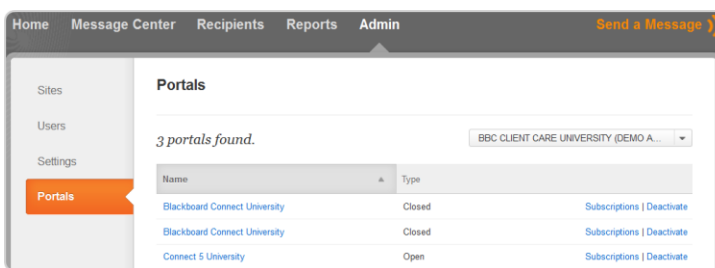 Home Message Center Recipients Reports Admin Send a Message
Sites
Users
Settings
Portals
Portals
3 portals found.
BBC CLIENT CARE UNIVERSITY (DEMO A...
Name Type
Blackboard Connect University Closed Subscriptions | Deactivate
Blackboard Connect University Closed Subscriptions | Deactivate
Connect 5 University Open Subscriptions | Deactivate